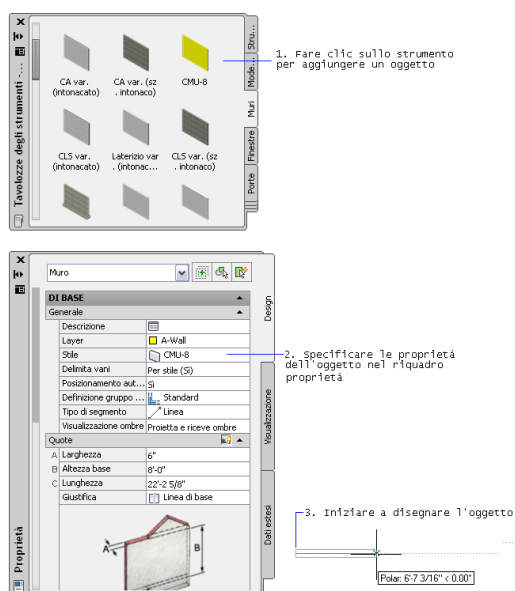 Tavolozze degli strumenti -...
CA var. (intonacato)
CA var. (sz . intonaco)
CMU-8
CLS var. (intonacato)
Laterizio var . (intonac...
CLS var. (sz . intonaco)
Stru...
Mode...
Muri
Finestre
Porte
1. Fare clic sullo strumento
per aggiungere un oggetto
Proprietà
Muro
DI BASE
Generale
Descrizione
Layer A-Wall
Stile CMU-8
Delimita vani Per stile (Sì)
Posizionamento aut... Sì
Definizione gruppo ... Standard
Tipo di segmento Linea
Visualizzazione ombre Proietta e riceve ombre
Quote
A Larghezza 6"
B Altezza base 8'-0"
C Lunghezza 22'-2 5/8"
Giustifica Linea di base
A
B
Design
Visualizzazione
Dati estesi
2. Specificare le proprietà
dell'oggetto nel riquadro
proprietà
3. Iniziare a disegnare l'oggetto
Polar: 6'-7 3/16" < 0.00°